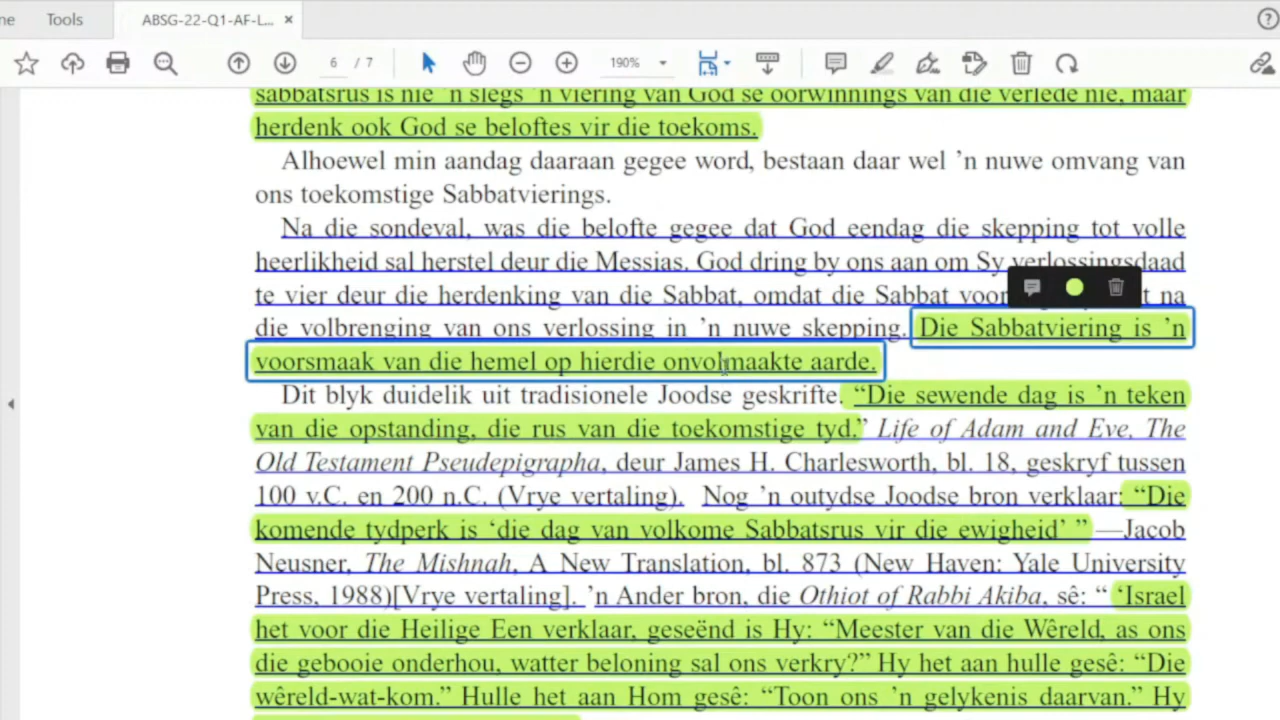 ne Tools ABSG-22-Q1-AF-L... ×
6 / 7 190%
sabbatsrus is nie ’n slegs ’n viering van God se oorwinnings van die verlede nie, maar
herdenk ook God se beloftes vir die toekoms.
Alhoewel min aandag daaraan gegee word, bestaan daar wel ’n nuwe omvang van
ons toekomstige Sabbatvierings.
Na die sondeval, was die belofte gegee dat God eendag die skepping tot volle
heerlikheid sal herstel deur die Messias. God dring by ons aan om Sy verlossingsdaad
te vier deur die herdenking van die Sabbat, omdat die Sabbat voor t na
die volbrenging van ons verlossing in ’n nuwe skepping. Die Sabbatviering is ’n
voorsmaak van die hemel op hierdie onvolmaakte aarde.
Dit blyk duidelik uit tradisionele Joodse geskrifte. “Die sewende dag is ’n teken
van die opstanding, die rus van die toekomstige tyd.” Life of Adam and Eve, The
Old Testament Pseudepigrapha, deur James H. Charlesworth, bl. 18, geskryf tussen
100 v.C. en 200 n.C. (Vrye vertaling). Nog ’n outydse Joodse bron verklaar: “Die
komende tydperk is ‘die dag van volkome Sabbatsrus vir die ewigheid’ ” —Jacob
Neusner, The Mishnah, A New Translation, bl. 873 (New Haven: Yale University
Press, 1988)[Vrye vertaling]. ’n Ander bron, die Othiot of Rabbi Akiba, sê: “ ‘Israel
het voor die Heilige Een verklaar, geseënd is Hy: “Meester van die Wêreld, as ons
die gebooie onderhou, watter beloning sal ons verkry?” Hy het aan hulle gesê: “Die
wêreld-wat-kom.” Hulle het aan Hom gesê: “Toon ons ’n gelykenis daarvan.” Hy